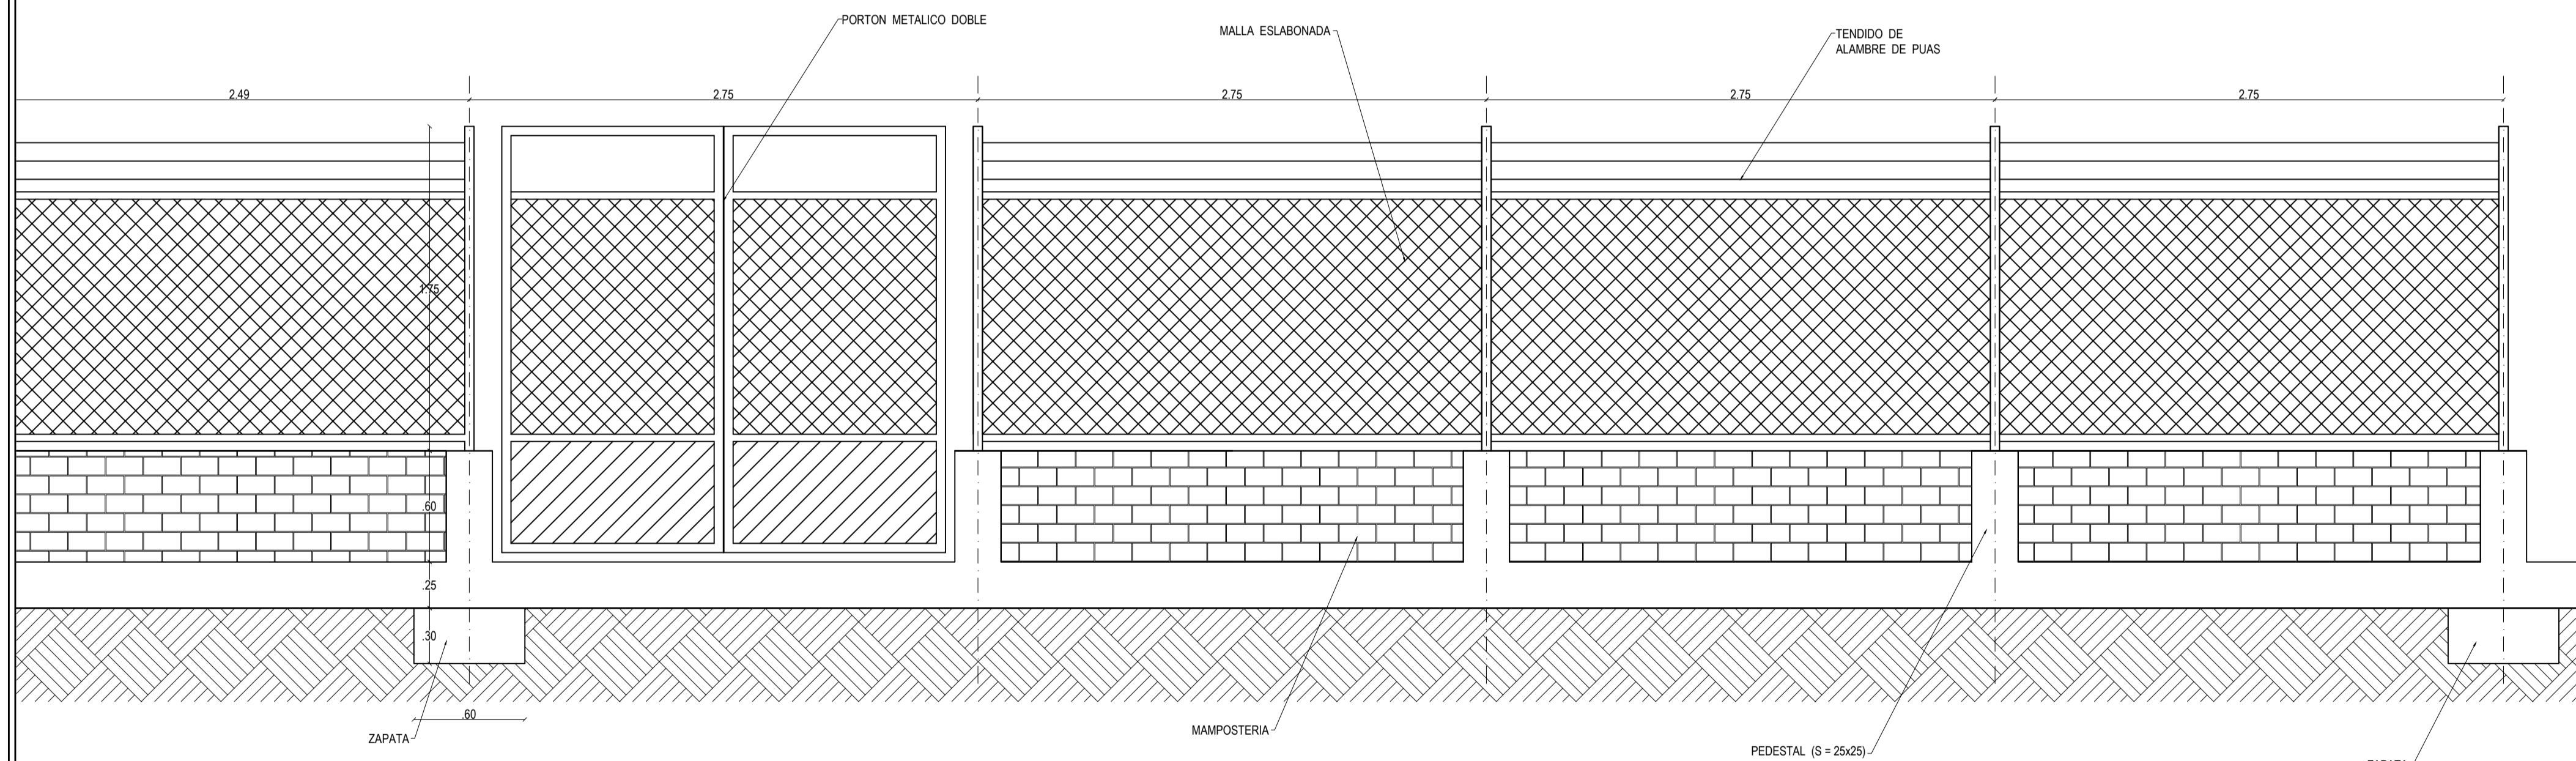 PORTON METALICO DOBLE
MALLA ESLABONADA
TENDIDO DE
ALAMBRE DE PUAS
2.49
2.75
2.75
2.75
2.75
1.75
.60
.25
.30
.60
ZAPATA
MAMPOSTERIA
PEDESTAL (S = 25x25)